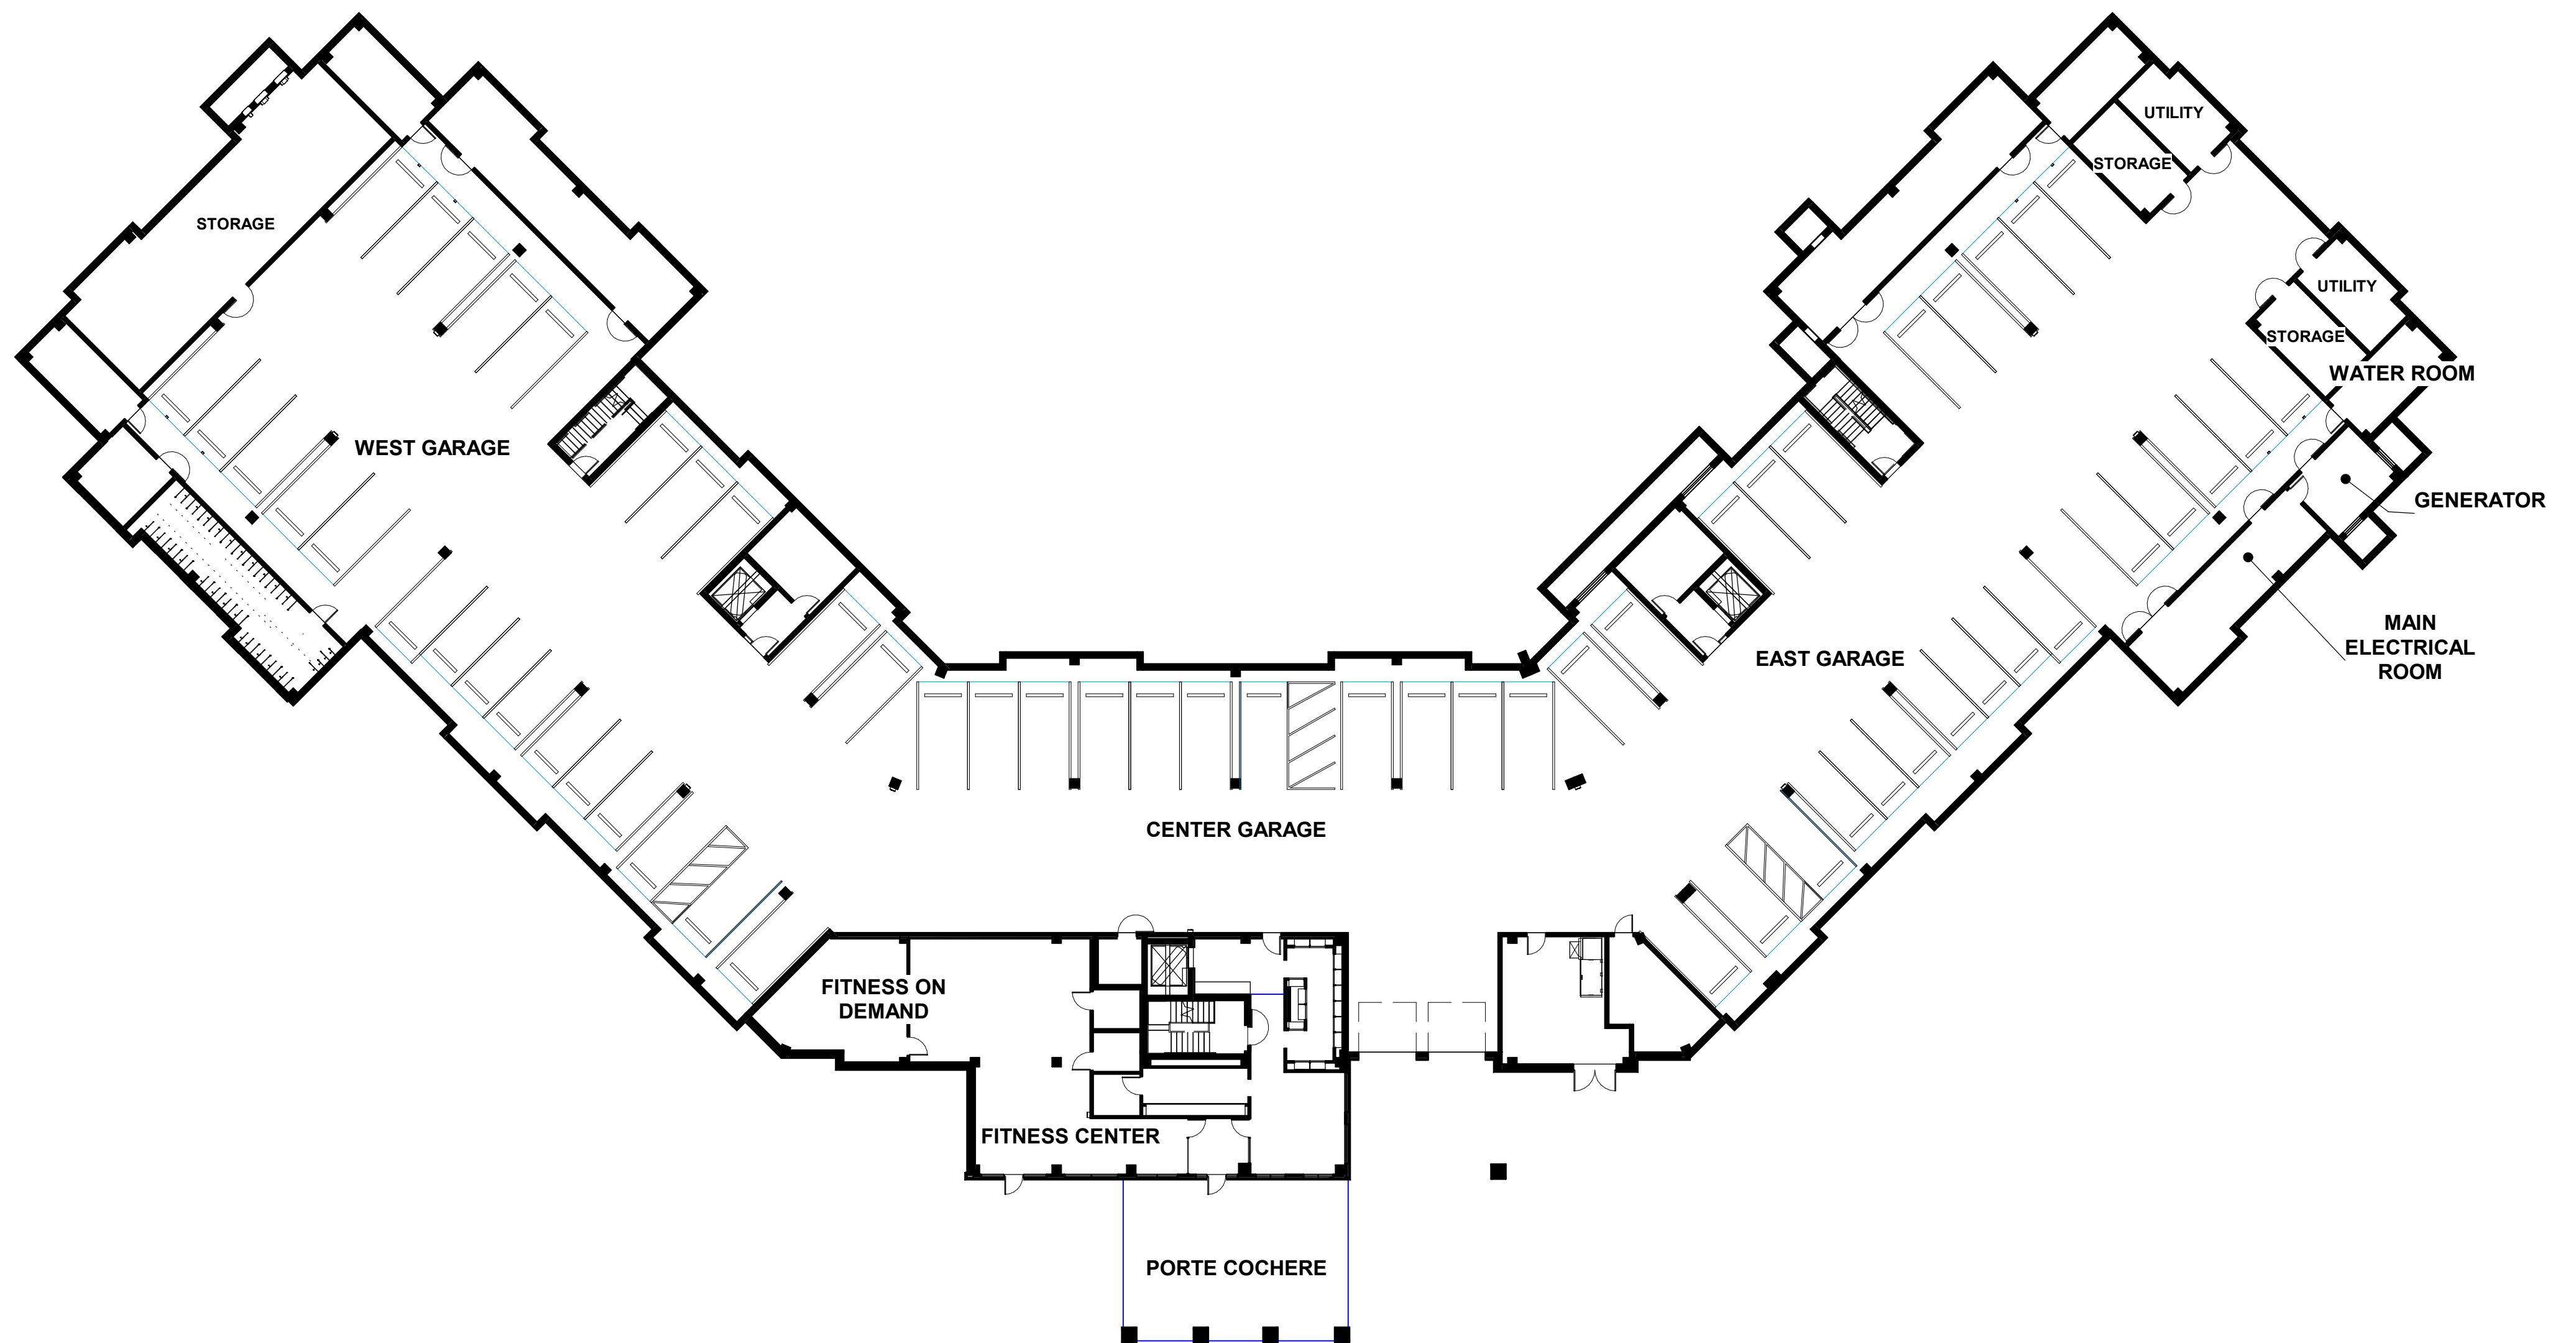 UTILITY
STORAGE
STORAGE
UTILITY
STORAGE
WATER ROOM
WEST GARAGE
GENERATOR
MAIN
ELECTRICAL
ROOM
EAST GARAGE
CENTER GARAGE
FITNESS ON
DEMAND
FITNESS CENTER
PORTE COCHERE